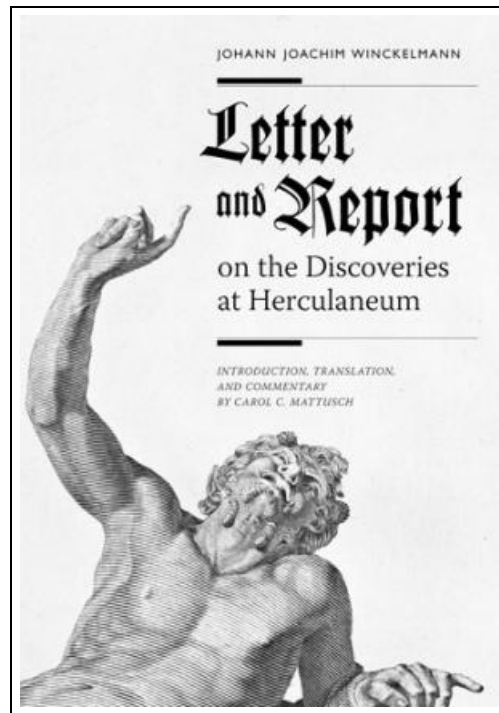 JOHANN JOACHIM WINCKELMANN
Letter
and Report
on the Discoveries
at Herculaneum
INTRODUCTION, TRANSLATION,
AND COMMENTARY
BY CAROL C. MATTUSCH